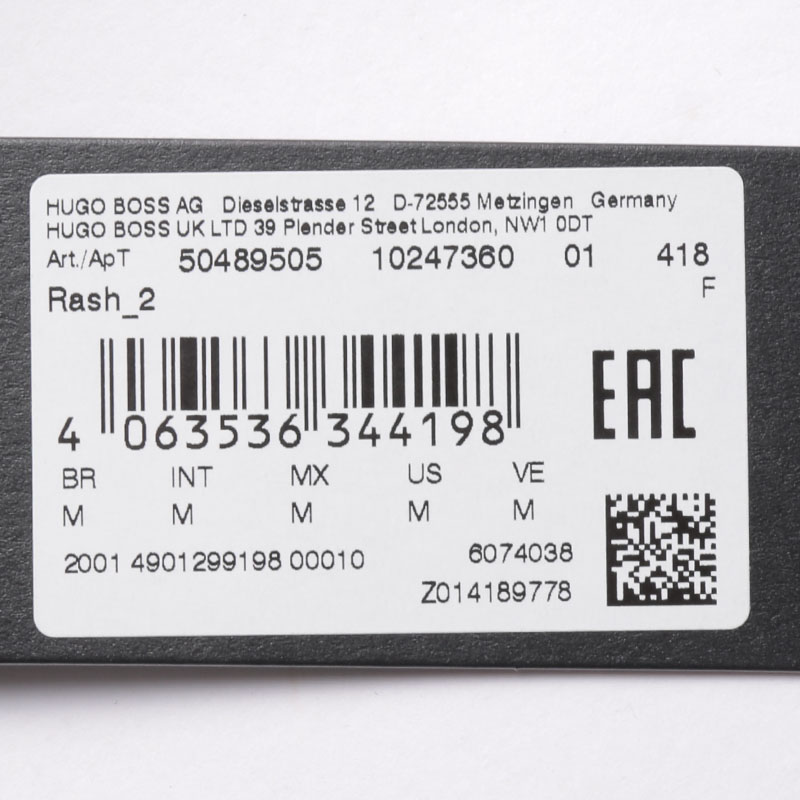 HUGO BOSS AG Dieselstrasse 12 D-72555 Metzingen Germany
HUGO BOSS UK LTD 39 Plender Street London, NW1 0DT
Art./Арт 50489505 10247360 01 418
F
Rash_2
EAC
4 063536 344198
BR INT MX US VE
M M M M M
2001 4901299198 00010 6074038
Z014189778